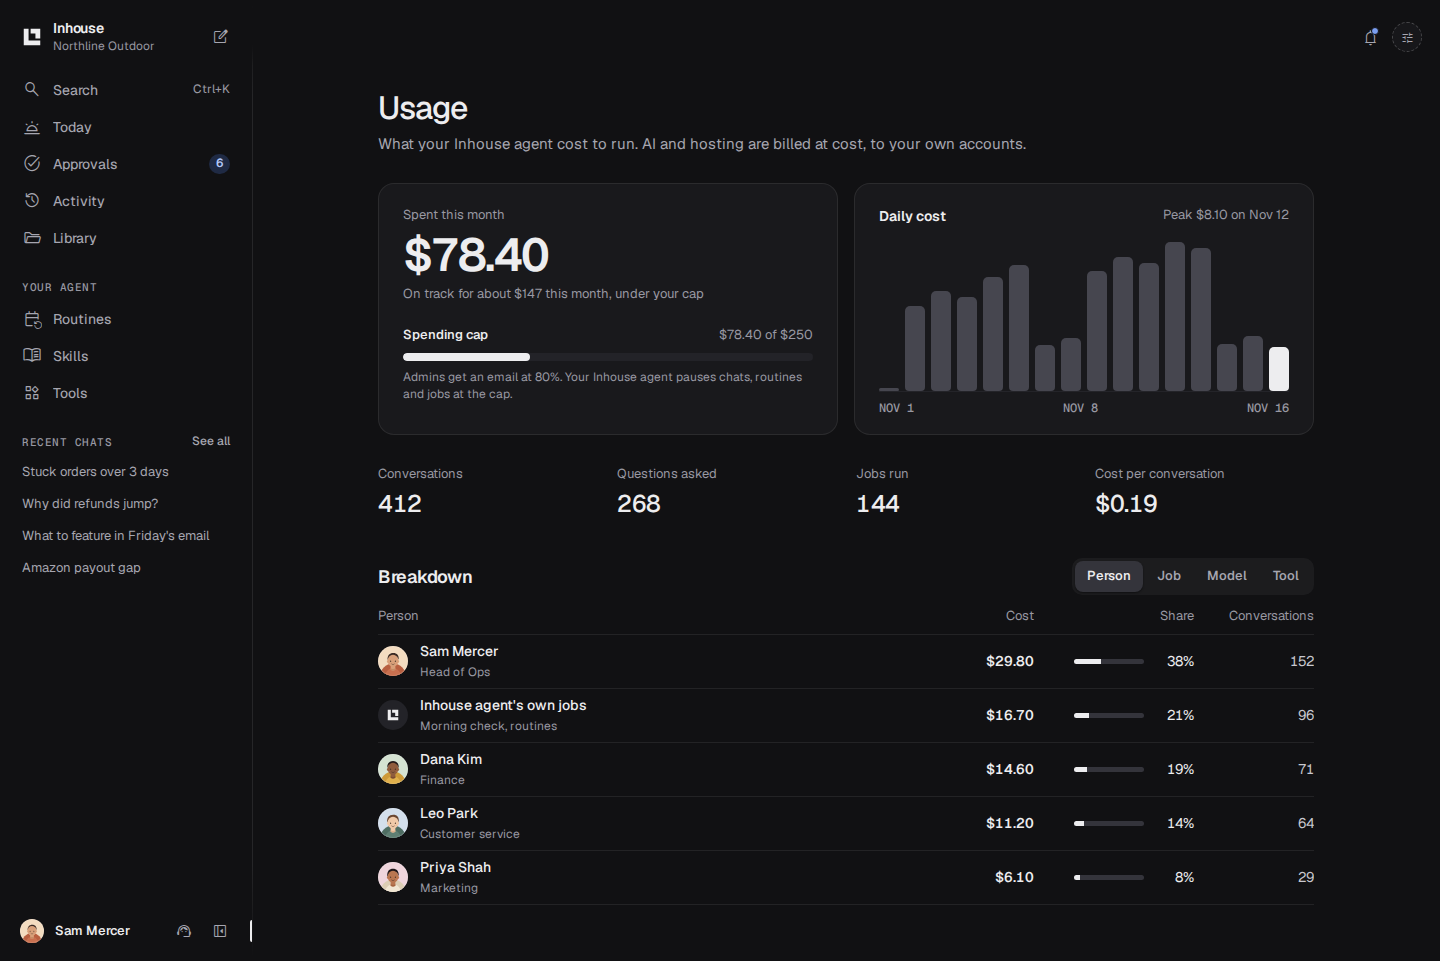 Inhouse
Northline Outdoor
Search Ctrl+K
Today
Approvals 6
Activity
Library
YOUR AGENT
Routines
Skills
Tools
RECENT CHATS See all
Stuck orders over 3 days
Why did refunds jump?
What to feature in Friday's email
Amazon payout gap
Sam Mercer
Usage
What your Inhouse agent cost to run. AI and hosting are billed at cost, to your own accounts.
Spent this month
$78.40
On track for about $147 this month, under your cap
Spending cap $78.40 of $250
Admins get an email at 80%. Your Inhouse agent pauses chats, routines
and jobs at the cap.
Daily cost Peak $8.10 on Nov 12
NOV 1 NOV 8 NOV 16
Conversations Questions asked Jobs run Cost per conversation
412 268 144 $0.19
Breakdown Person Job Model Tool
Person Cost Share Conversations
Sam Mercer
Head of Ops
$29.80 38% 152
Inhouse agent's own jobs
Morning check, routines
$16.70 21% 96
Dana Kim
Finance
$14.60 19% 71
Leo Park
Customer service
$11.20 14% 64
Priya Shah
Marketing
$6.10 8% 29